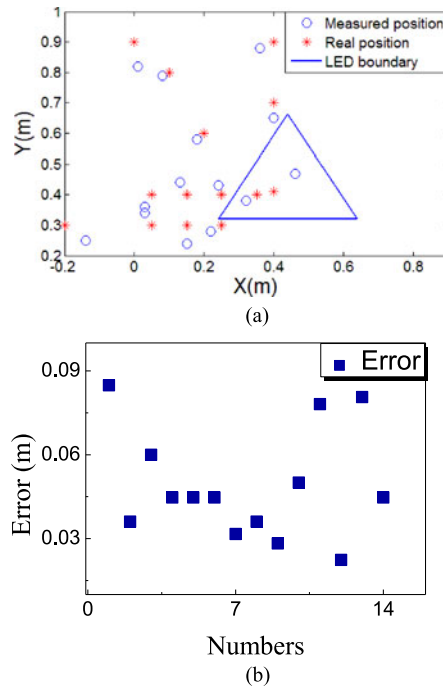 Measured position
Real position
LED boundary
1
0.9
0.8
0.7
0.6
0.5
0.4
0.3
0.2
Y(m)
-0.2 0 0.2 0.4 0.6 0.8
X(m)
(a)
Error
0.09
0.06
0.03
Error (m)
0 7 14
Numbers
(b)